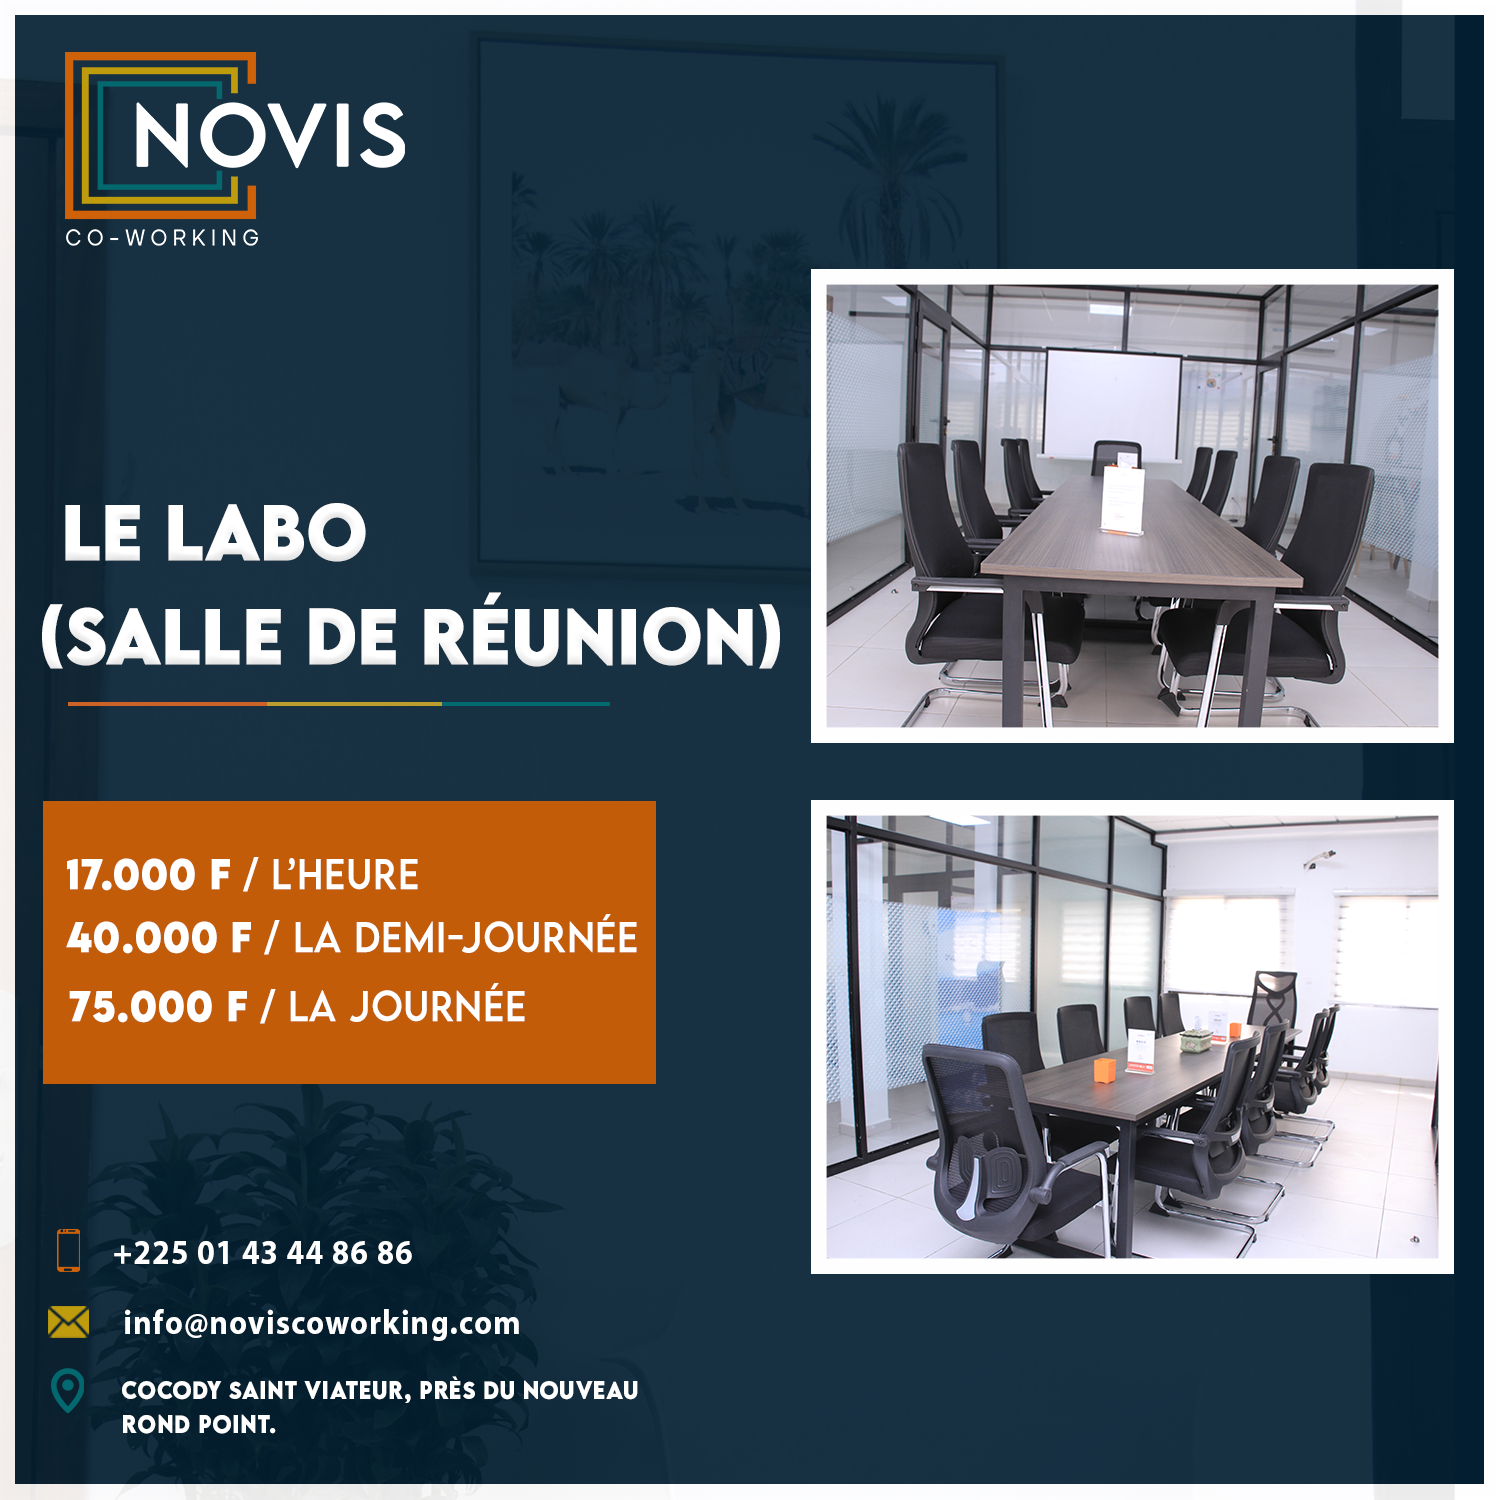 NOVIS
CO-WORKING
LE LABO
(SALLE DE RÉUNION)
17.000 F / L'HEURE
40.000 F / LA DEMI-JOURNÉE
75.000 F / LA JOURNÉE
+225 01 43 44 86 86
info@noviscoworking.com
COCODY SAINT VIATEUR, PRÈS DU NOUVEAU
ROND POINT.